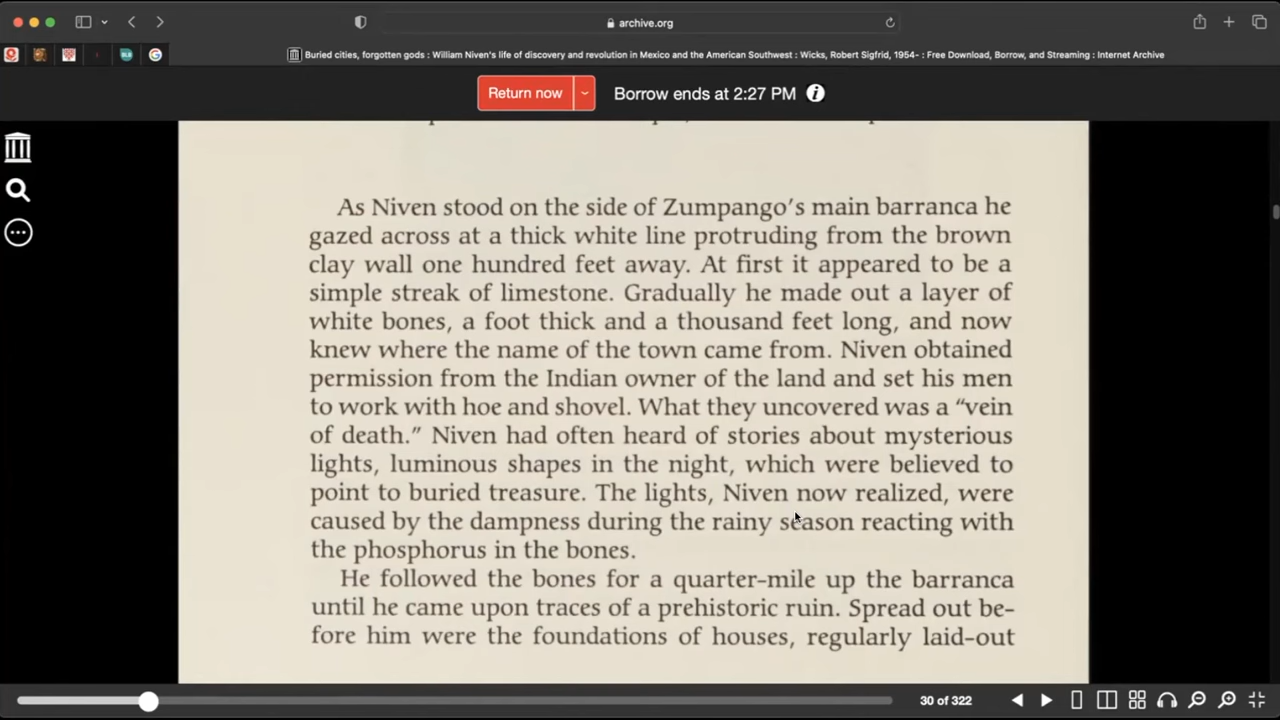 archive.org
Buried cities, forgotten gods : William Niven's life of discovery and revolution in Mexico and the American Southwest : Wicks, Robert Sigfrid, 1954- : Free Download, Borrow, and Streaming : Internet Archive
Return now
Borrow ends at 2:27 PM
As Niven stood on the side of Zumpango's main barranca he
gazed across at a thick white line protruding from the brown
clay wall one hundred feet away. At first it appeared to be a
simple streak of limestone. Gradually he made out a layer of
white bones, a foot thick and a thousand feet long, and now
knew where the name of the town came from. Niven obtained
permission from the Indian owner of the land and set his men
to work with hoe and shovel. What they uncovered was a “vein
of death.” Niven had often heard of stories about mysterious
lights, luminous shapes in the night, which were believed to
point to buried treasure. The lights, Niven now realized, were
caused by the dampness during the rainy season reacting with
the phosphorus in the bones.
He followed the bones for a quarter-mile up the barranca
until he came upon traces of a prehistoric ruin. Spread out be-
fore him were the foundations of houses, regularly laid-out
30 of 322